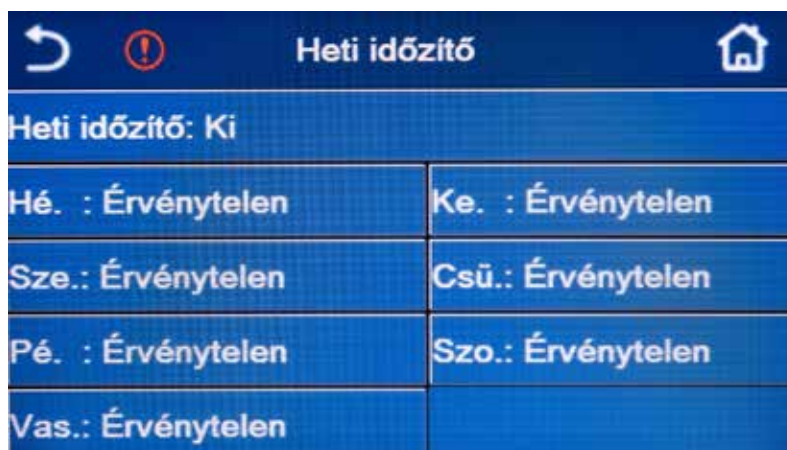 Heti időzítő
Heti időzítő: Ki
Hé. : Érvénytelen Ke. : Érvénytelen
Sze.: Érvénytelen Csü.: Érvénytelen
Pé. : Érvénytelen Szo.: Érvénytelen
Vas.: Érvénytelen